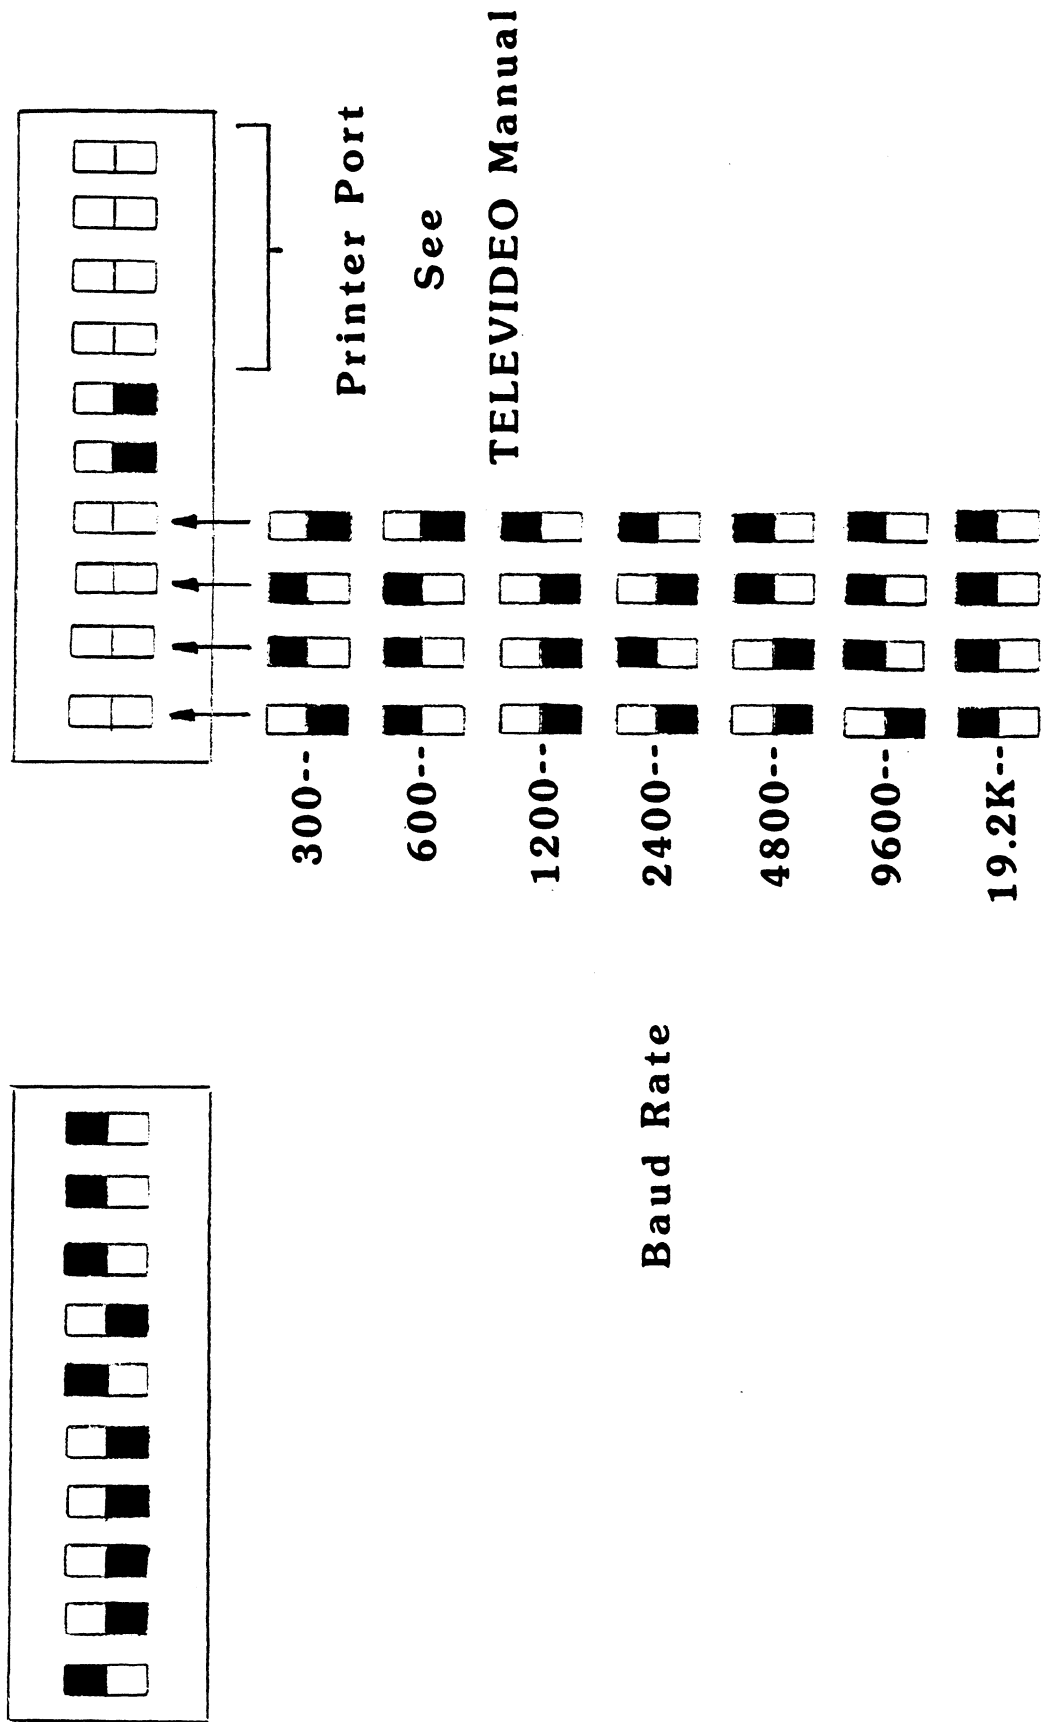 Printer Port
See
TELEVIDEO Manual
300--
600--
1200--
2400--
4800--
9600--
19.2K--
Baud Rate